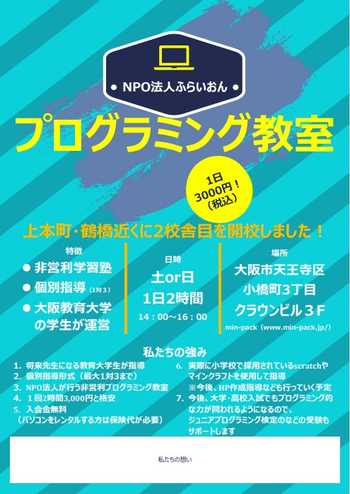 NPO法人ふらいおん
プログラミング教室
1日
3000円！
（税込）
上本町・鶴橋近くに2校舎目を開校しました！
特徴
● 非営利学習塾
● 個別指導（1対3）
● 大阪教育大学
の学生が運営
日時
土or日
1日2時間
14：00～16：00
場所
大阪市天王寺区
小橋町3丁目
クラウンビル３F
min-pack（www.min-pack.jp/）
私たちの強み
1. 将来先生になる教育大学生が指導
2. 個別指導形式（最大1対3まで）
3. NPO法人が行う非営利プログラミング教室
4. １回2時間3,000円と格安
5. 入会金無料
（パソコンをレンタルする方は保険代が必要）
6. 実際に小学校で採用されているscratchや
マインクラフトを使用して指導
※今後、HP作成指導なども行っていく予定
7. 今後、大学・高校入試でもプログラミング的
な力が問われるようになるので、
ジュニアプログラミング検定のなどの受験も
サポートします
私たちの想い